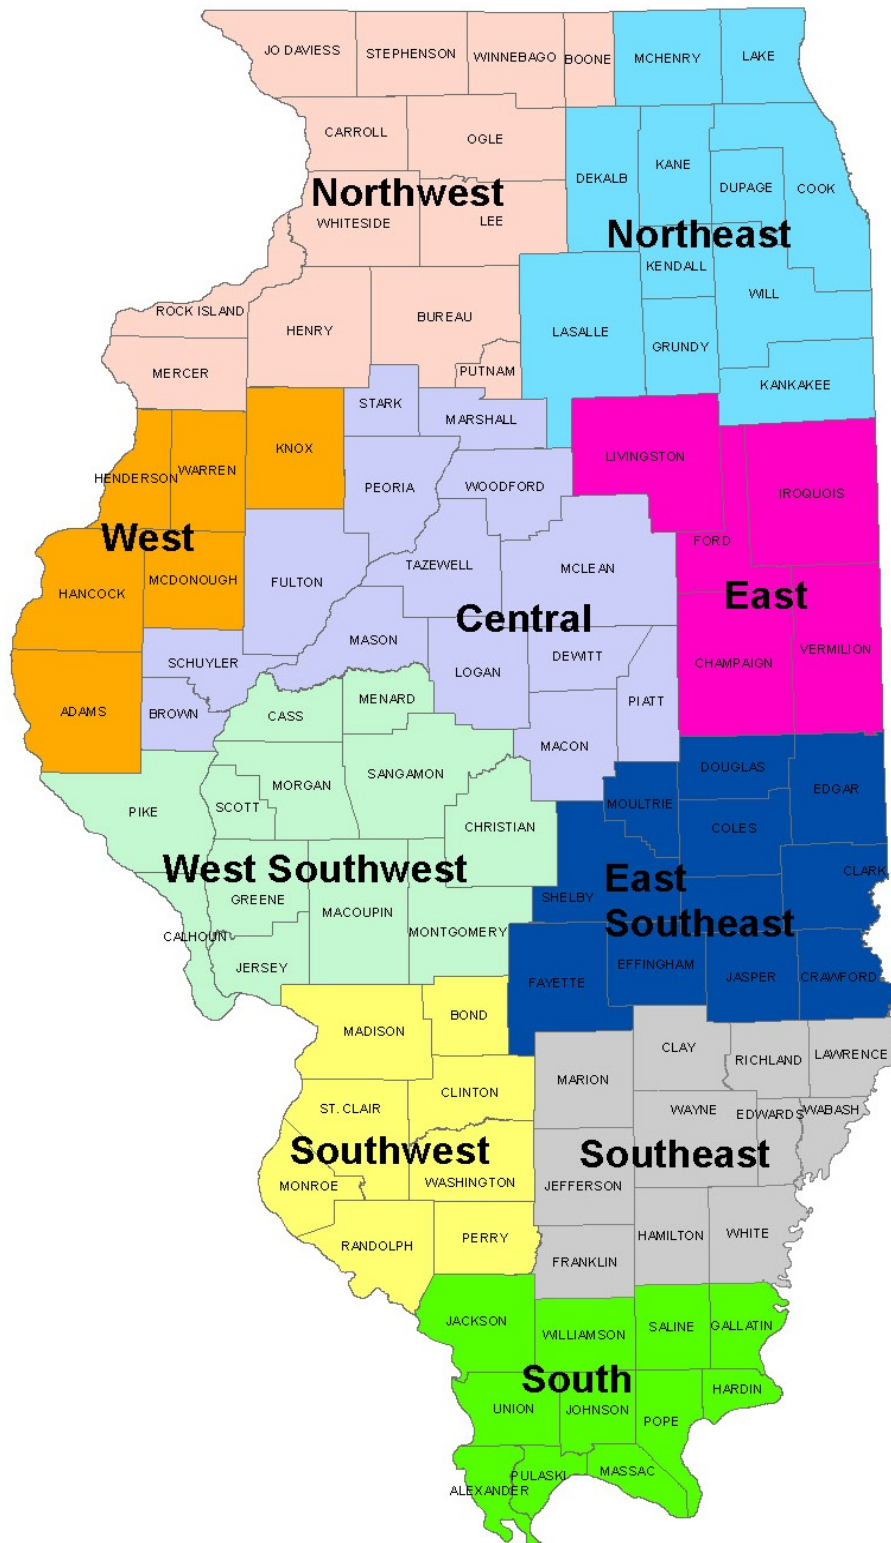 JO DAVIESS
STEPHENSON
WINNEBAGO
BOONE
MCHENRY
LAKE
CARROLL
OGLE
DEKALB
KANE
DUPAGE
COOK
Northwest
WHITESIDE
LEE
Northeast
KENDALL
WILL
ROCK ISLAND
HENRY
BUREAU
LASALLE
GRUNDY
MERCER
PUTNAM
KANKAKEE
STARK
MARSHALL
KNOX
HENDERSON
WARREN
PEORIA
WOODFORD
LIVINGSTON
IROQUOIS
West
FORD
HANCOCK
MCDONOUGH
FULTON
TAZEWELL
MCLEAN
East
Central
MASON
SCHUYLER
LOGAN
DEWITT
CHAMPAIGN
VERMILION
ADAMS
BROWN
CASS
MENARD
PIATT
MACON
PIKE
SCOTT
MORGAN
SANGAMON
CHRISTIAN
MOULTRIE
DOUGLAS
COLES
EDGAR
West Southwest
East
Southeast
SHELBY
CLARK
GREENE
MACOUPIN
MONTGOMERY
CALHOUN
JERSEY
FAYETTE
EFFINGHAM
JASPER
CRAWFORD
MADISON
BOND
MARION
CLAY
RICHLAND
LAWRENCE
ST. CLAIR
CLINTON
WAYNE
EDWARDS
WABASH
Southwest
Southeast
MONROE
WASHINGTON
JEFFERSON
RANDOLPH
PERRY
FRANKLIN
HAMILTON
WHITE
JACKSON
WILLIAMSON
SALINE
GALLATIN
South
UNION
JOHNSON
POPE
HARDIN
ALEXANDER
PULASKI
MASSAC